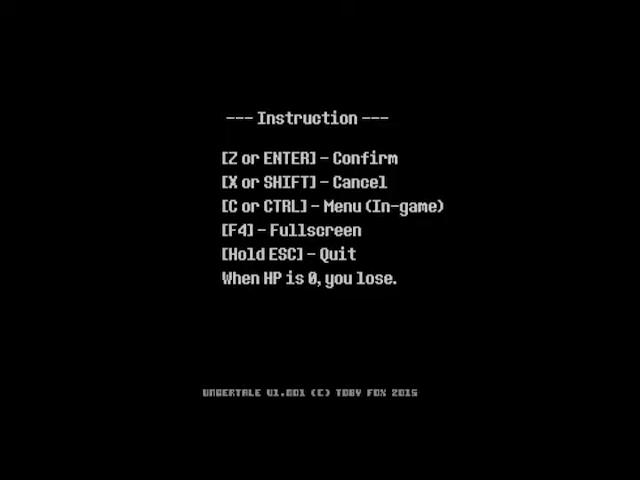 --- Instruction ---
[Z or ENTER] - Confirm
[X or SHIFT] - Cancel
[C or CTRL] - Menu (In-game)
[F4] - Fullscreen
[Hold ESC] - Quit
When HP is 0, you lose.
UNDERTALE V1.001 (C) TOBY FOX 2015